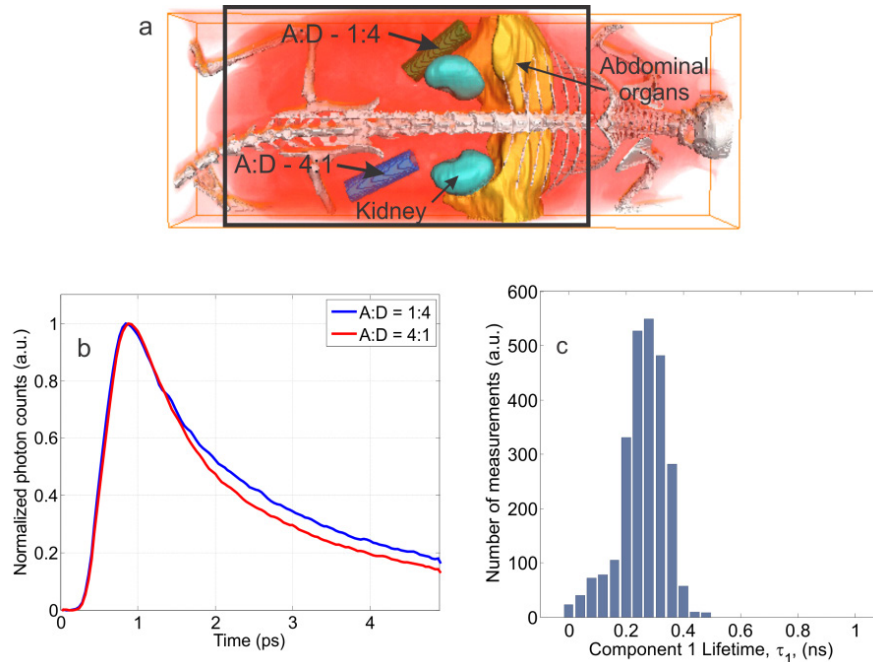 a
A:D - 1:4
Abdominal
organs
A:D - 4:1
Kidney
b
Normalized photon counts (a.u.)
1
0.8
0.6
0.4
0.2
0
0
1
2
3
4
Time (ps)
A:D = 1:4
A:D = 4:1
c
Number of measurements (a.u.)
600
500
400
300
200
100
0
0
0.2
0.4
0.6
0.8
1
Component 1 Lifetime, τ1, (ns)